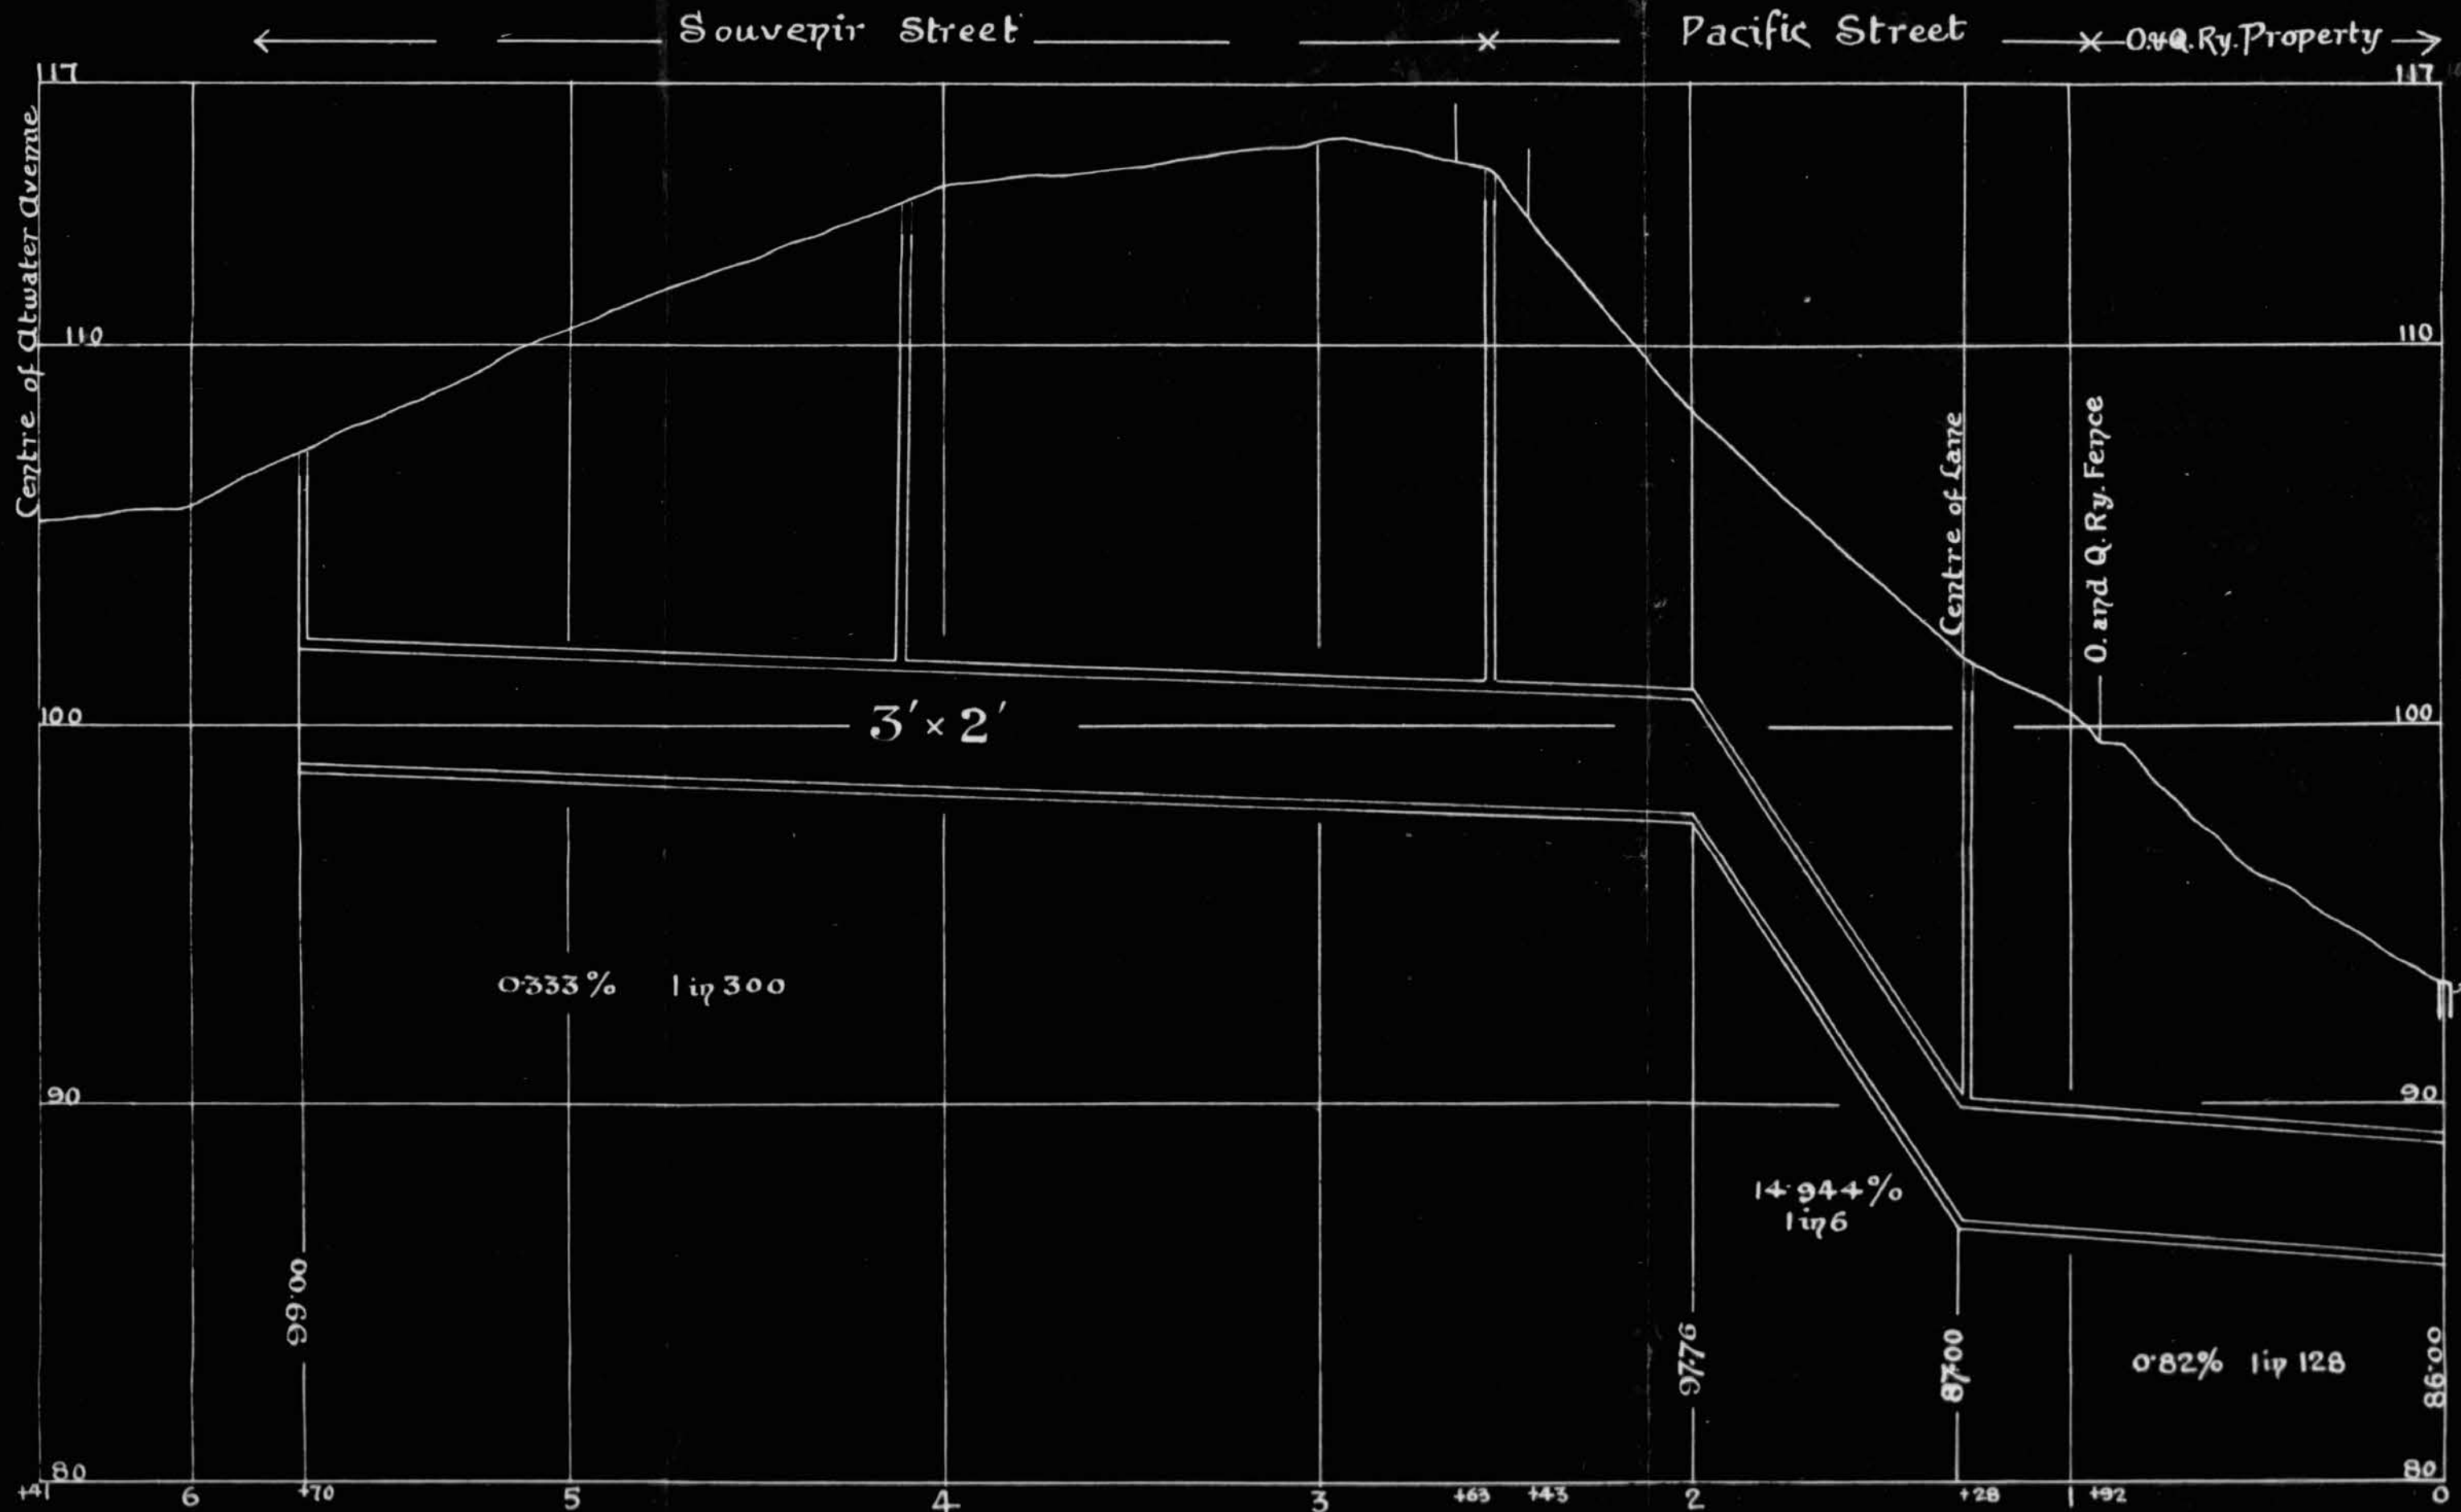 Souvenir Street
Pacific Street
O.&Q.Ry.Property
117
117
Centre of Atwater Avenue
110
110
Centre of Lane
O. and Q. Ry. Fence
100
3' x 2'
100
90
90
0.333% 1 in 300
14.944%
1 in 6
99.00
97.76
87.00
0.82% 1 in 128
86.00
80
80
+41 6 +70 5 4 3 +63 +43 2 +28 1 +92 0